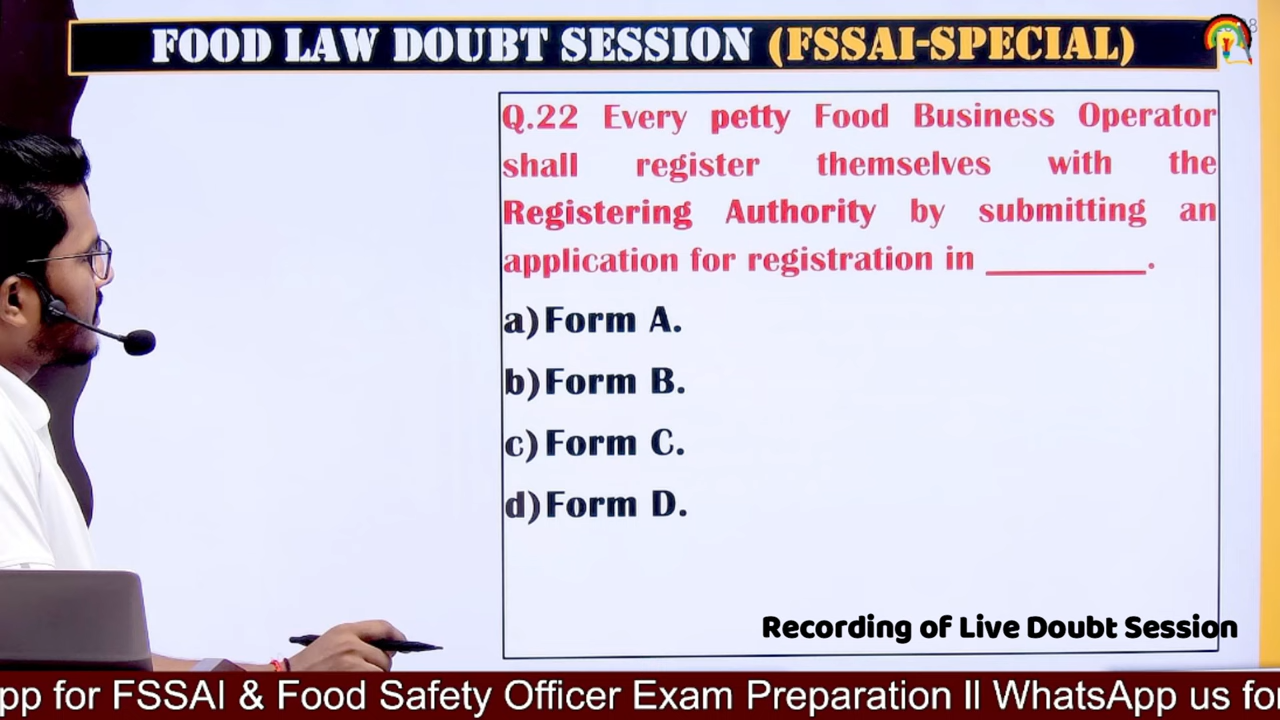 FOOD LAW DOUBT SESSION (FSSAI-SPECIAL)
Q.22 Every petty Food Business Operator
shall register themselves with the
Registering Authority by submitting an
application for registration in __________.
a)Form A.
b)Form B.
c)Form C.
d)Form D.
Recording of Live Doubt Session
pp for FSSAI & Food Safety Officer Exam Preparation II WhatsApp us fo